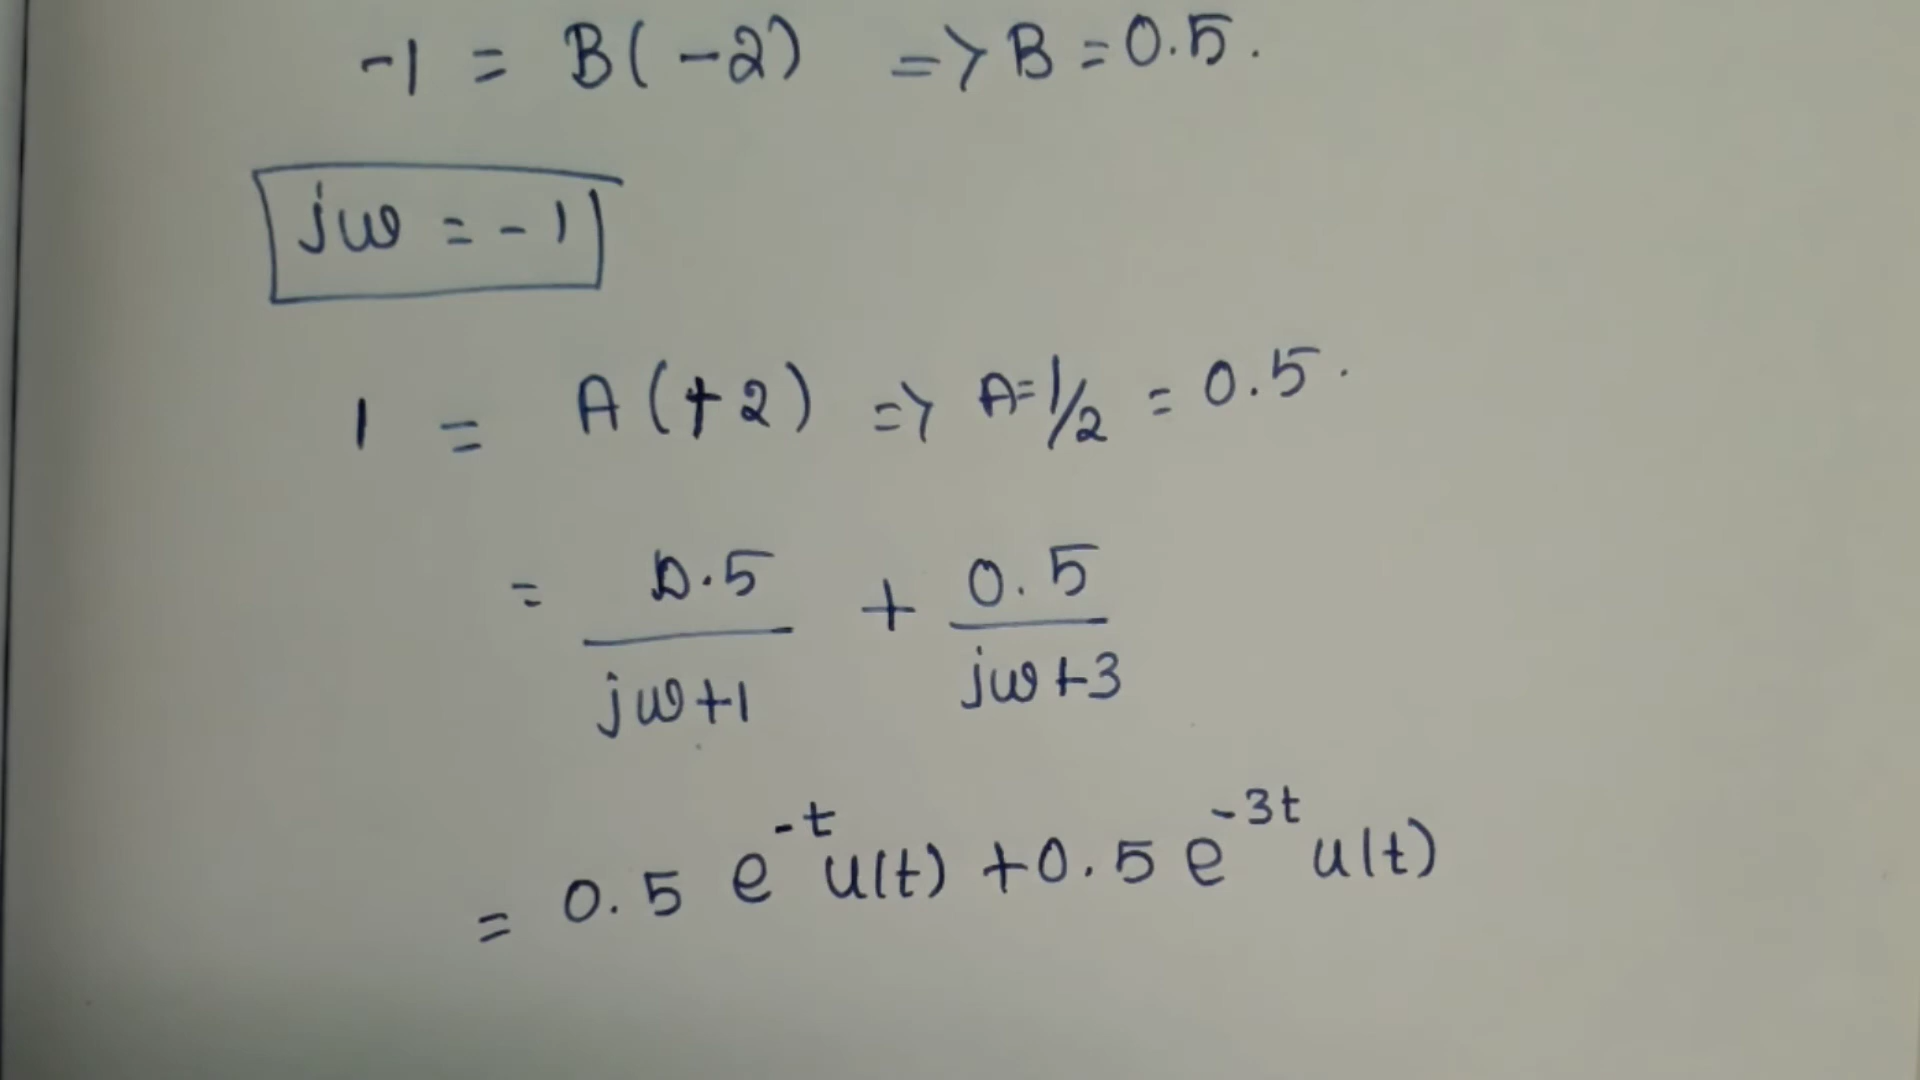 -1 = B(-2) => B = 0.5.
jω = -1
1 = A(+2) => A = 1/2 = 0.5.
= 0.5/jω+1 + 0.5/jω+3
= 0.5 e^-t u(t) + 0.5 e^-3t u(t)